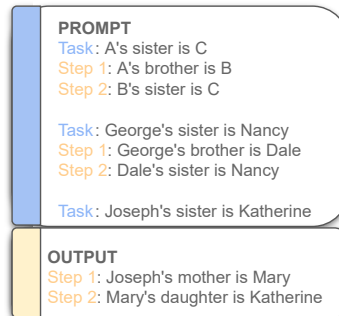 PROMPT
Task: A's sister is C
Step 1: A's brother is B
Step 2: B's sister is C
Task: George's sister is Nancy
Step 1: George's brother is Dale
Step 2: Dale's sister is Nancy
Task: Joseph's sister is Katherine
OUTPUT
Step 1: Joseph's mother is Mary
Step 2: Mary's daughter is Katherine